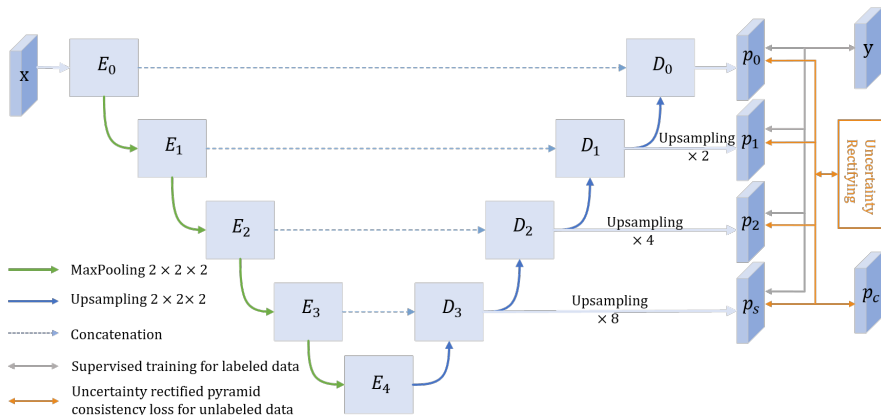 x
E₀
D₀
p₀
y
E₁
D₁
Upsampling
× 2
p₁
Uncertainty
Rectifying
E₂
D₂
Upsampling
× 4
p₂
MaxPooling 2 × 2 × 2
Upsampling 2 × 2× 2
E₃
D₃
Upsampling
× 8
pₛ
p_c
Concatenation
E₄
Supervised training for labeled data
Uncertainty rectified pyramid
consistency loss for unlabeled data